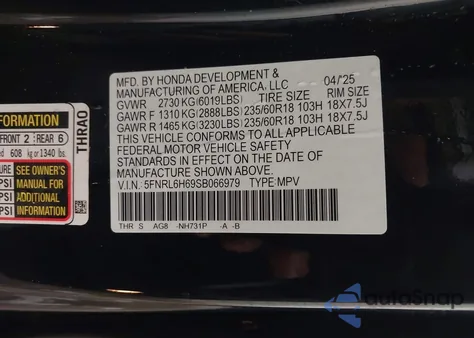 MFD. BY HONDA DEVELOPMENT & 04/25
MANUFACTURING OF AMERICA, LLC
GVWR 2730 KG(6019LBS) TIRE SIZE RIM SIZE
GAWR F 1310 KG(2888LBS) 235/60R18 103H 18X7.5J
GAWR R 1465 KG(3230LBS) 235/60R18 103H 18X7.5J
THIS VEHICLE CONFORMS TO ALL APPLICABLE
FEDERAL MOTOR VEHICLE SAFETY
STANDARDS IN EFFECT ON THE DATE OF
MANUFACTURE SHOWN ABOVE.
V.I.N. 5FNRL6H69SB066979 TYPE:MPV
THR S AG8 -NH731P -A -B
INFORMATION
FRONT 2 REAR 6
608 kg or 1340 lbs.
PSI
PSI
SEE OWNER'S
MANUAL FOR
ADDITIONAL
INFORMATION
THRA0
autoSnap